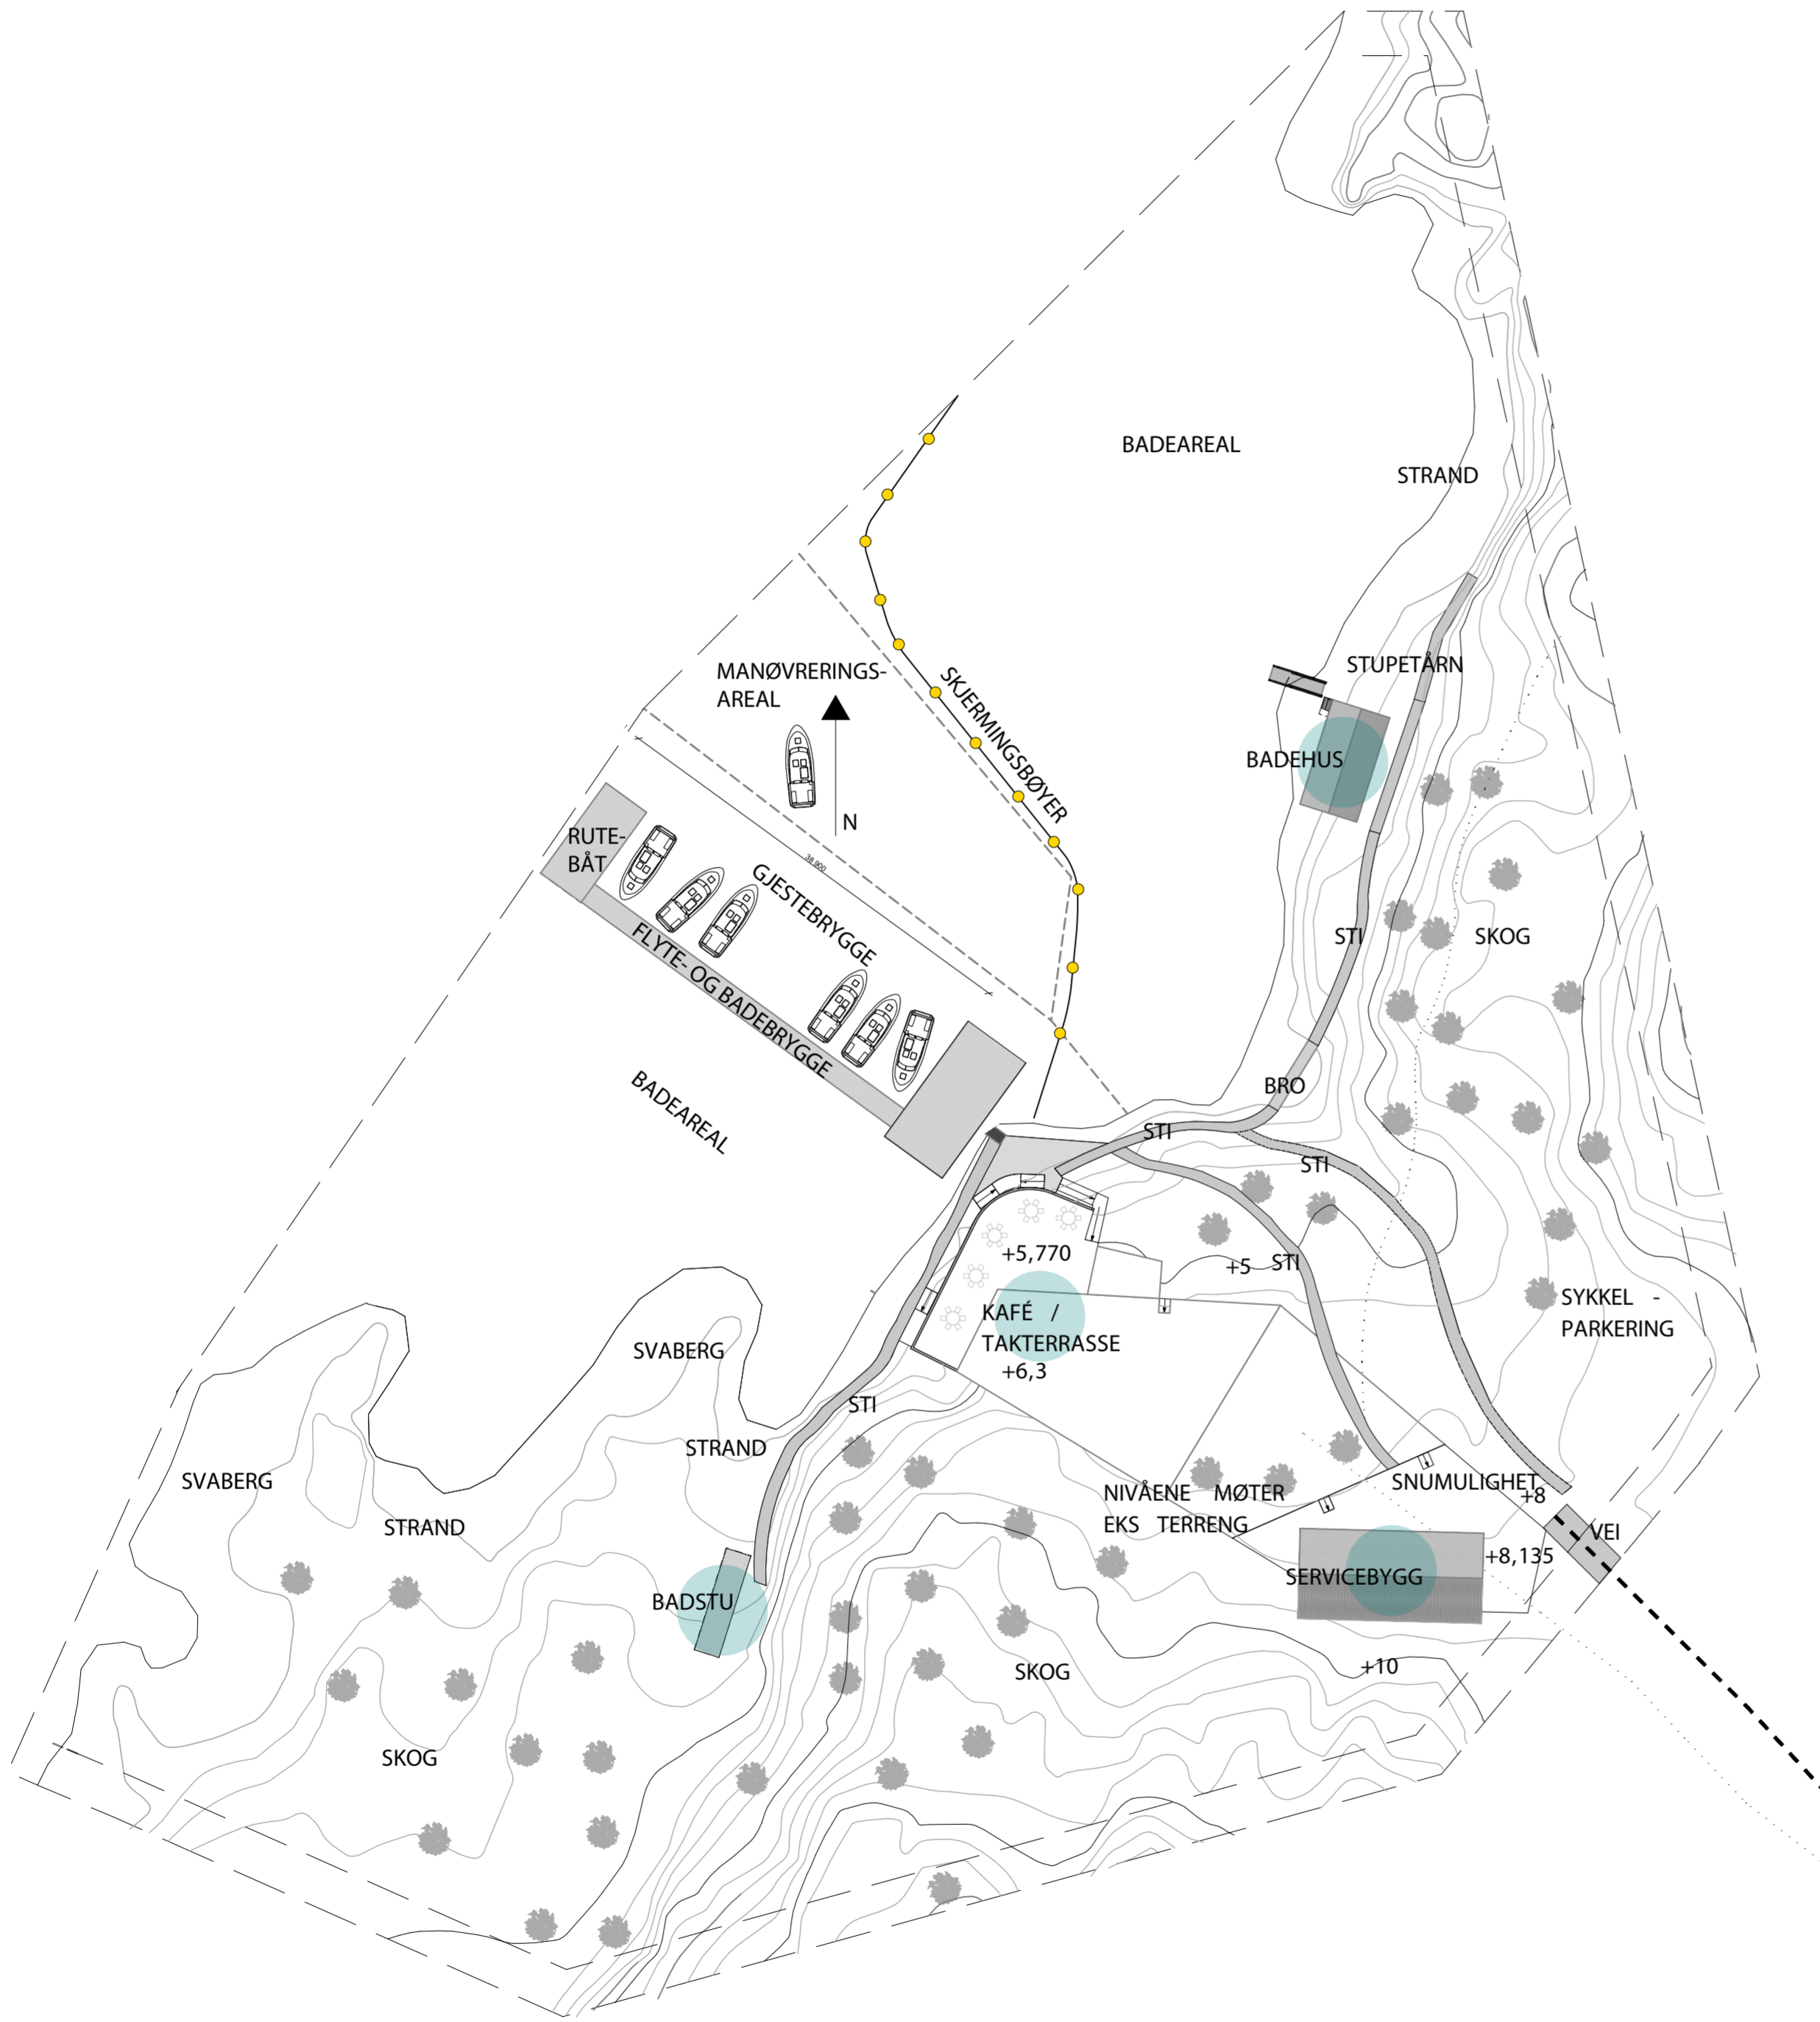 BADEAREAL
STRAND
STUPETÅRN
MANØVRERINGS-
AREAL
SKJERMINGSBØYER
BADEHUS
N
RUTE-
BÅT
38 900
GJESTEBRYGGE
FLYTE- OG BADEBRYGGE
STI
SKOG
BADEAREAL
BRO
STI
STI
+5,770
+5
STI
SYKKEL -
PARKERING
KAFÉ /
TAKTERRASSE
+6,3
SVABERG
STI
STRAND
SVABERG
STRAND
NIVÅENE MØTER
EKS TERRENG
SNUMULIGHET
+8
VEI
+8,135
SERVICEBYGG
BADSTU
+10
SKOG
SKOG